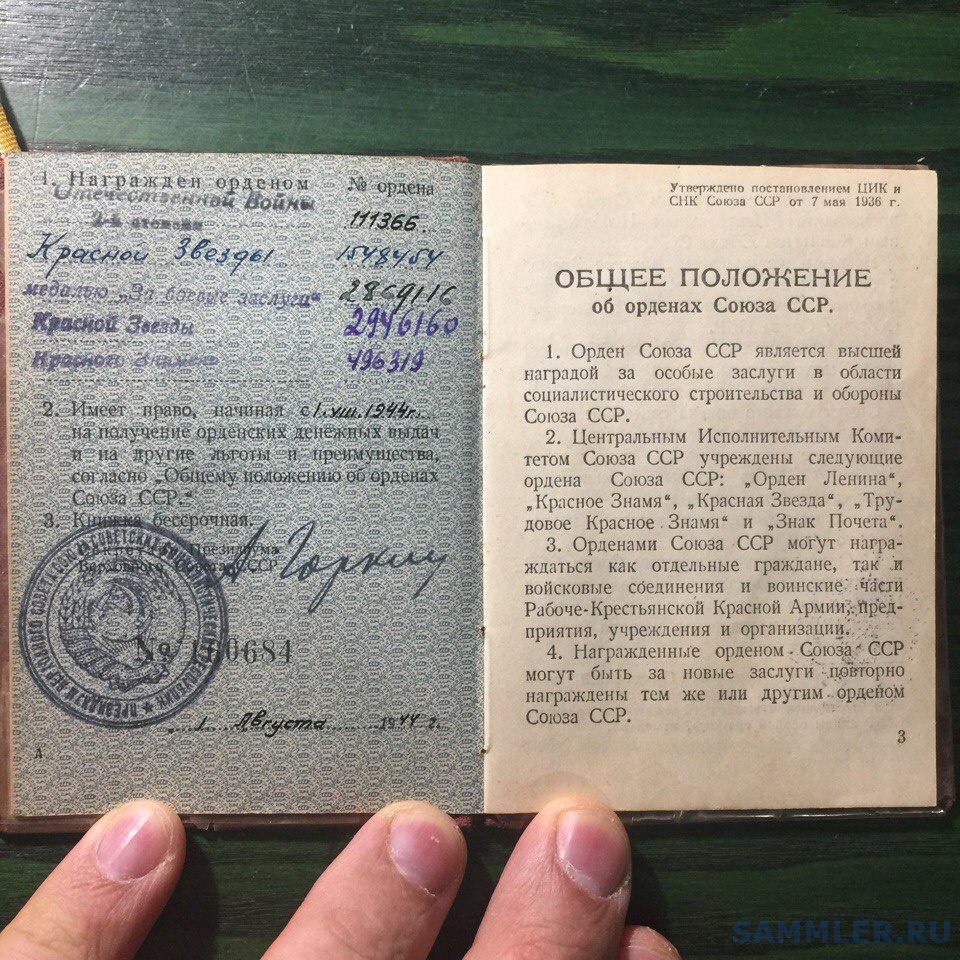 1. Награжден орденом № ордена
Отечественной Войны
2-й степени 111366.
Красной Звезды 1548454
медалью „За боевые заслуги“ 2869116
Красной Звезды 2946160
Красного Знамени 496319
2. Имеет право, начиная с 1.VIII.1944г.
на получение орденских денежных выдач
и на другие льготы и преимущества,
согласно „Общему положению об орденах
Союза ССР.“
3. Книжка бессрочная.
Президиума
Верховного Совета СССР
А Горкин
№ 100684
„ 1 Августа 1944 г.
А
Утверждено постановлением ЦИК и
СНК Союза ССР от 7 мая 1936 г.
ОБЩЕЕ ПОЛОЖЕНИЕ
об орденах Союза ССР.
1. Орден Союза ССР является высшей
наградой за особые заслуги в области
социалистического строительства и обороны
Союза ССР.
2. Центральным Исполнительным Коми-
тетом Союза ССР учреждены следующие
ордена Союза ССР: „Орден Ленина“,
„Красное Знамя“, „Красная Звезда“, „Тру-
довое Красное Знамя“ и „Знак Почета“.
3. Орденами Союза ССР могут награ-
ждаться как отдельные граждане, так и
войсковые соединения и воинские части
Рабоче-Крестьянской Красной Армии, пред-
приятия, учреждения и организации.
4. Награжденные орденом Союза ССР
могут быть за новые заслуги повторно
награждены тем же или другим орденом
Союза ССР.
3
SAMMLER.RU